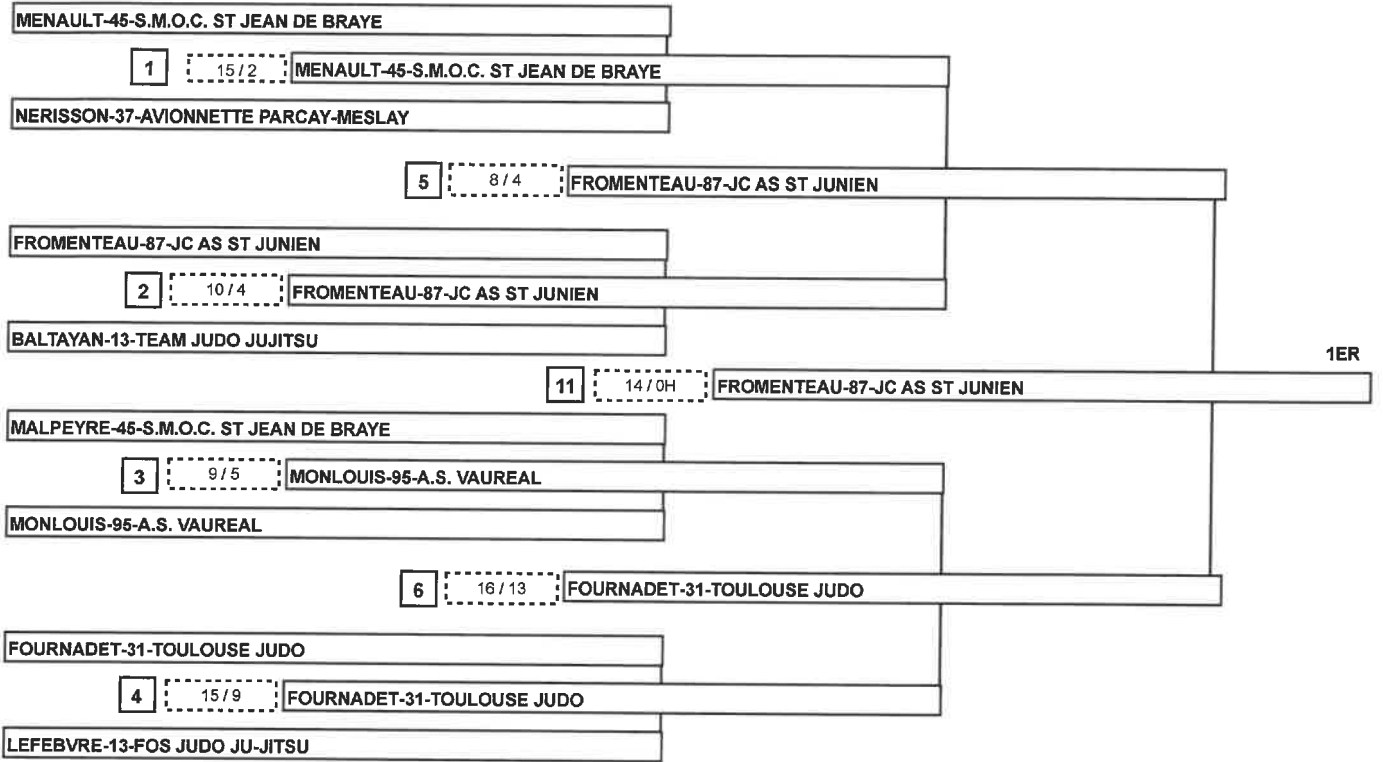 MENAULT-45-S.M.O.C. ST JEAN DE BRAYE
1 15/2 MENAULT-45-S.M.O.C. ST JEAN DE BRAYE
NERISSON-37-AVIONNETTE PARCAY-MESLAY
5 8/4 FROMENTEAU-87-JC AS ST JUNIEN
FROMENTEAU-87-JC AS ST JUNIEN
2 10/4 FROMENTEAU-87-JC AS ST JUNIEN
BALTAYAN-13-TEAM JUDO JUJITSU
1ER
11 14/0H FROMENTEAU-87-JC AS ST JUNIEN
MALPEYRE-45-S.M.O.C. ST JEAN DE BRAYE
3 9/5 MONLOUIS-95-A.S. VAUREAL
MONLOUIS-95-A.S. VAUREAL
6 16/13 FOURNADET-31-TOULOUSE JUDO
FOURNADET-31-TOULOUSE JUDO
4 15/9 FOURNADET-31-TOULOUSE JUDO
LEFEBVRE-13-FOS JUDO JU-JITSU